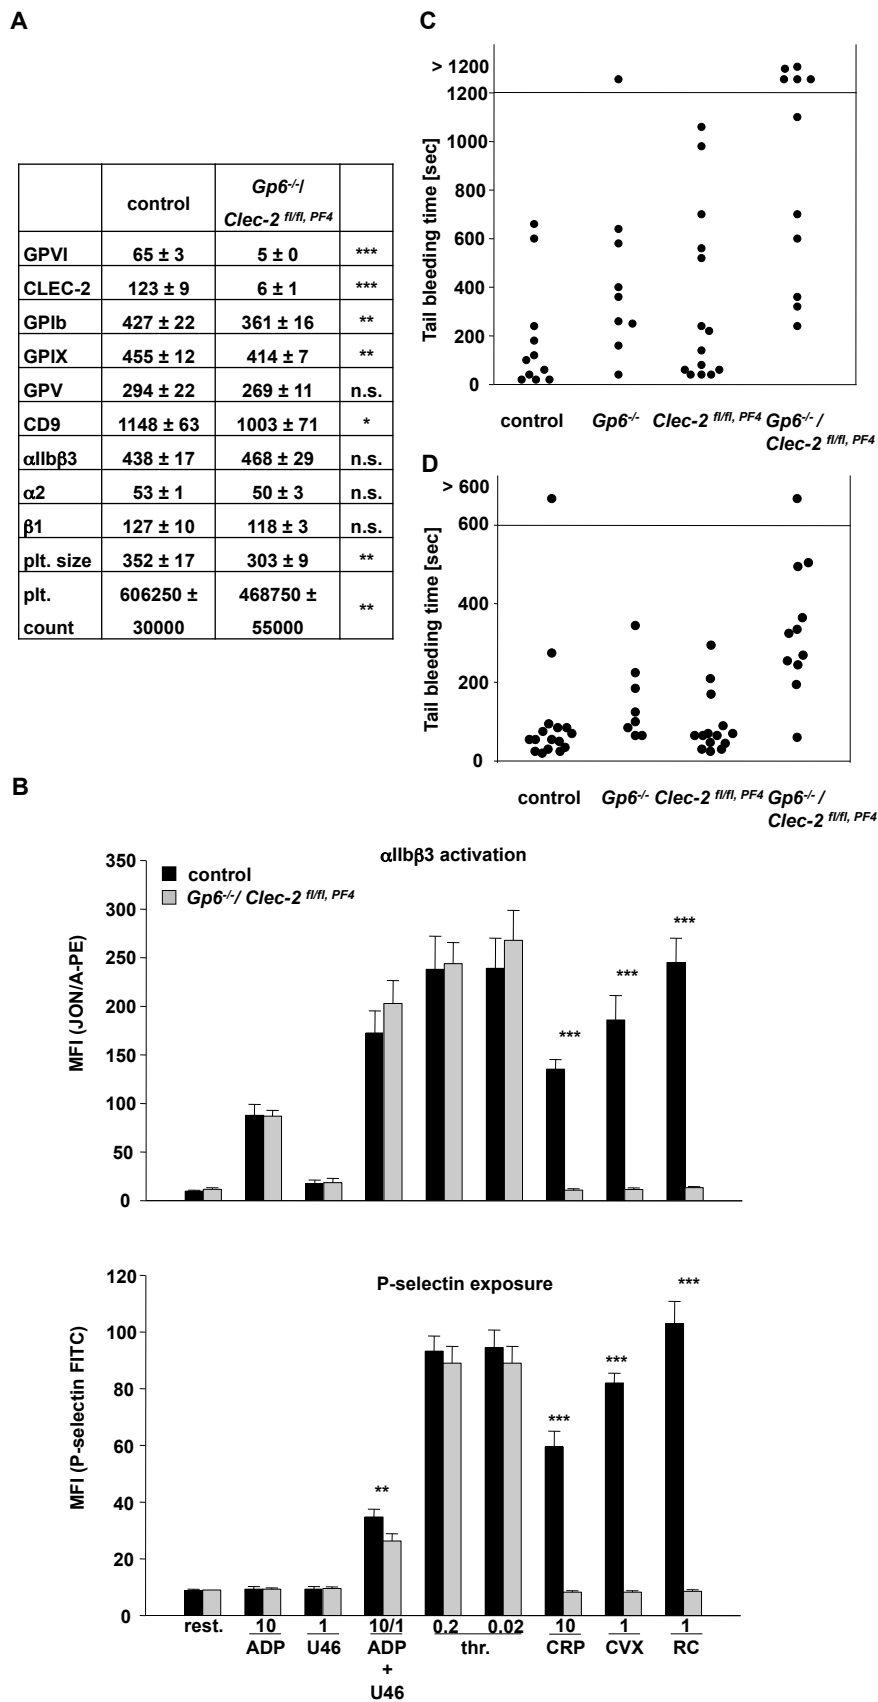 A
control
Gp6-/-/
Clec-2 fl/fl, PF4
GPVI 65 ± 3 5 ± 0 ***
CLEC-2 123 ± 9 6 ± 1 ***
GPIb 427 ± 22 361 ± 16 **
GPIX 455 ± 12 414 ± 7 **
GPV 294 ± 22 269 ± 11 n.s.
CD9 1148 ± 63 1003 ± 71 *
αIIbβ3 438 ± 17 468 ± 29 n.s.
α2 53 ± 1 50 ± 3 n.s.
β1 127 ± 10 118 ± 3 n.s.
plt. size 352 ± 17 303 ± 9 **
plt. 606250 ± 468750 ± **
count 30000 55000
C
Tail bleeding time [sec]
> 1200
1200
1000
800
600
400
200
0
control Gp6-/- Clec-2 fl/fl, PF4 Gp6-/- /
Clec-2 fl/fl, PF4
D
Tail bleeding time [sec]
> 600
600
400
200
0
control Gp6-/- Clec-2 fl/fl, PF4 Gp6-/- /
Clec-2 fl/fl, PF4
B
αIIbβ3 activation
control
Gp6-/-/ Clec-2 fl/fl, PF4
MFI (JON/A-PE)
350
300
250
200
150
100
50
0
***
***
***
P-selectin exposure
MFI (P-selectin FITC)
120
100
80
60
40
20
0
**
***
***
***
rest. 10 1 10/1 0.2 0.02 10 1 1
ADP U46 ADP thr. CRP CVX RC
+
U46